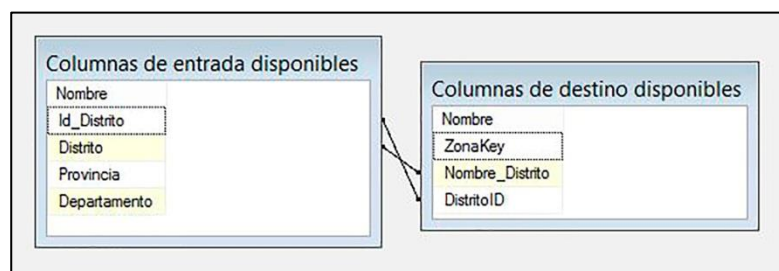 Columnas de entrada disponibles
Nombre
Id_Distrito
Distrito
Provincia
Departamento
Columnas de destino disponibles
Nombre
ZonaKey
Nombre_Distrito
DistritoID